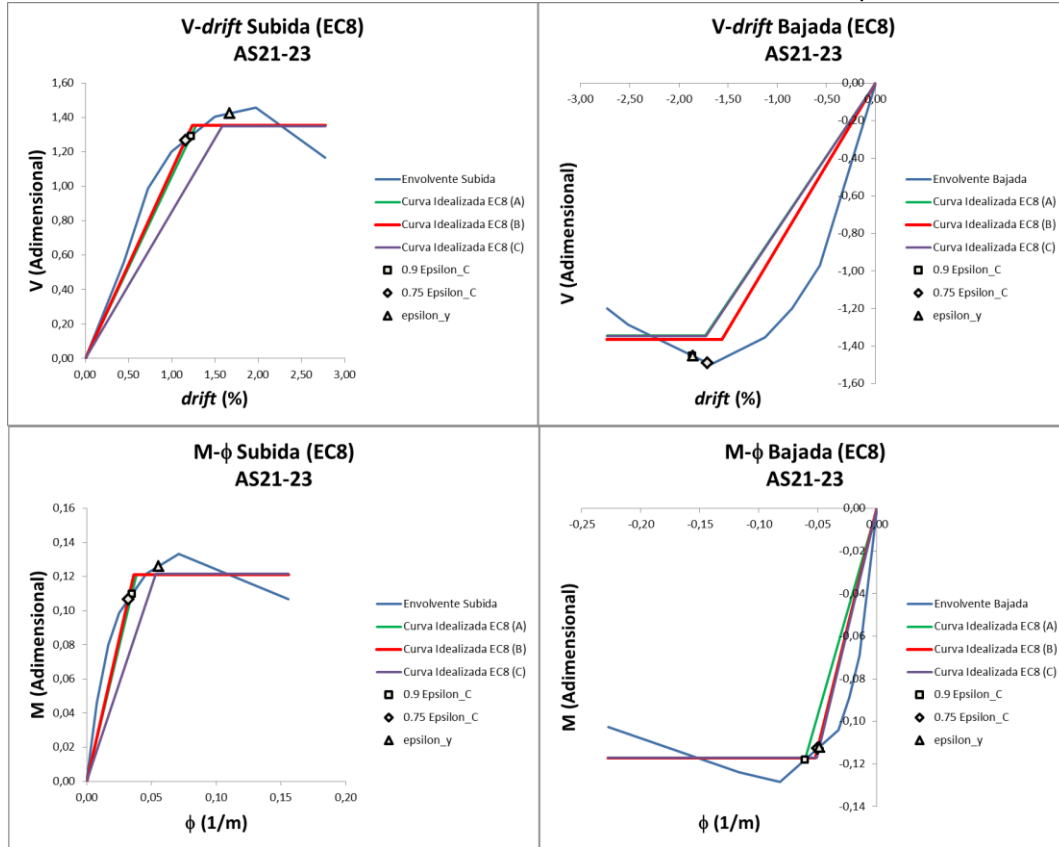 V-drift Subida (EC8)
AS21-23
V (Adimensional)
1,60
1,40
1,20
1,00
0,80
0,60
0,40
0,20
0,00
0,00 0,50 1,00 1,50 2,00 2,50 3,00
drift (%)
Envolvente Subida
Curva Idealizada EC8 (A)
Curva Idealizada EC8 (B)
Curva Idealizada EC8 (C)
0.9 Epsilon_C
0.75 Epsilon_C
epsilon_y
V-drift Bajada (EC8)
AS21-23
V (Adimensional)
-3,00 -2,50 -2,00 -1,50 -1,00 -0,50 0,00
0,00
-0,20
-0,40
-0,60
-0,80
-1,00
-1,20
-1,40
-1,60
drift (%)
Envolvente Bajada
Curva Idealizada EC8 (A)
Curva Idealizada EC8 (B)
Curva Idealizada EC8 (C)
0.9 Epsilon_C
0.75 Epsilon_C
epsilon_y
M-ϕ Subida (EC8)
AS21-23
M (Adimensional)
0,16
0,14
0,12
0,10
0,08
0,06
0,04
0,02
0,00
0,00 0,05 0,10 0,15 0,20
ϕ (1/m)
Envolvente Subida
Curva Idealizada EC8 (A)
Curva Idealizada EC8 (B)
Curva Idealizada EC8 (C)
0.9 Epsilon_C
0.75 Epsilon_C
epsilon_y
M-ϕ Bajada (EC8)
AS21-23
M (Adimensional)
-0,25 -0,20 -0,15 -0,10 -0,05 0,00
0,00
-0,02
-0,04
-0,06
-0,08
-0,10
-0,12
-0,14
ϕ (1/m)
Envolvente Bajada
Curva Idealizada EC8 (A)
Curva Idealizada EC8 (B)
Curva Idealizada EC8 (C)
0.9 Epsilon_C
0.75 Epsilon_C
epsilon_y